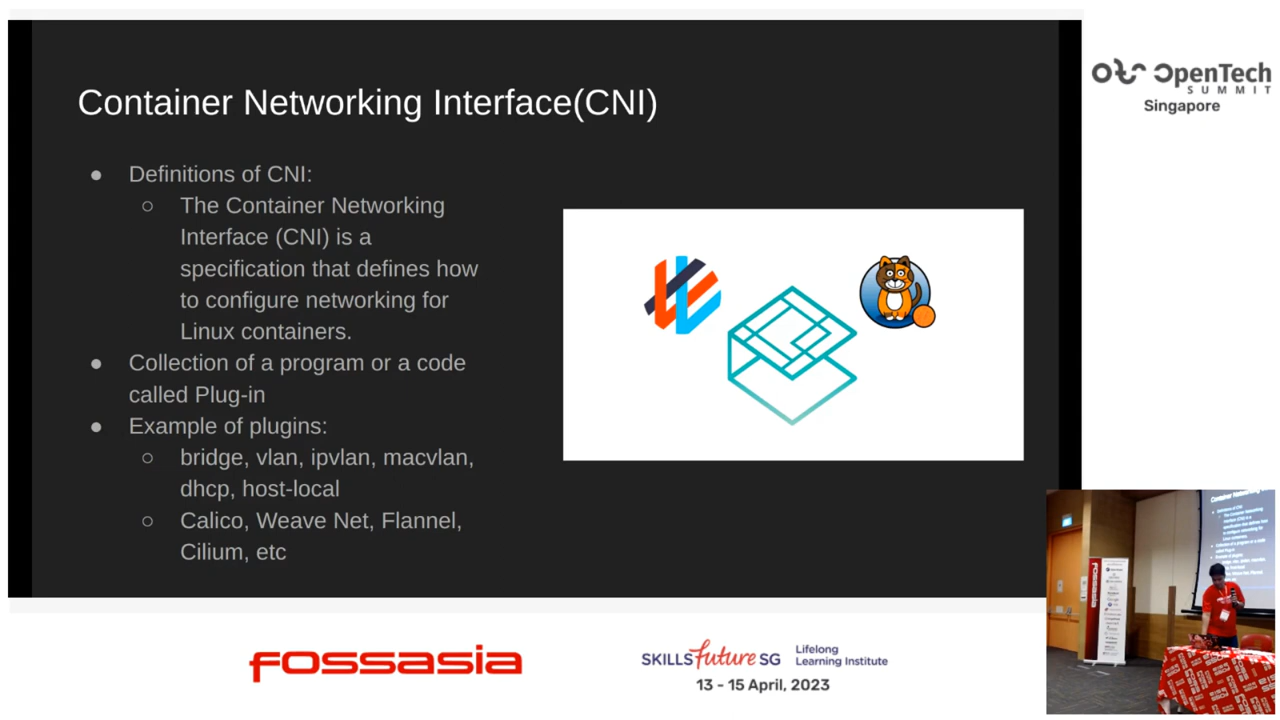 Container Networking Interface(CNI)
● Definitions of CNI:
○ The Container Networking
Interface (CNI) is a
specification that defines how
to configure networking for
Linux containers.
● Collection of a program or a code
called Plug-in
● Example of plugins:
○ bridge, vlan, ipvlan, macvlan,
dhcp, host-local
○ Calico, Weave Net, Flannel,
Cilium, etc
OpenTech
SUMMIT
Singapore
fossasia
SKILLSfuture SG
Lifelong
Learning Institute
13 - 15 April, 2023
FOSSASIA